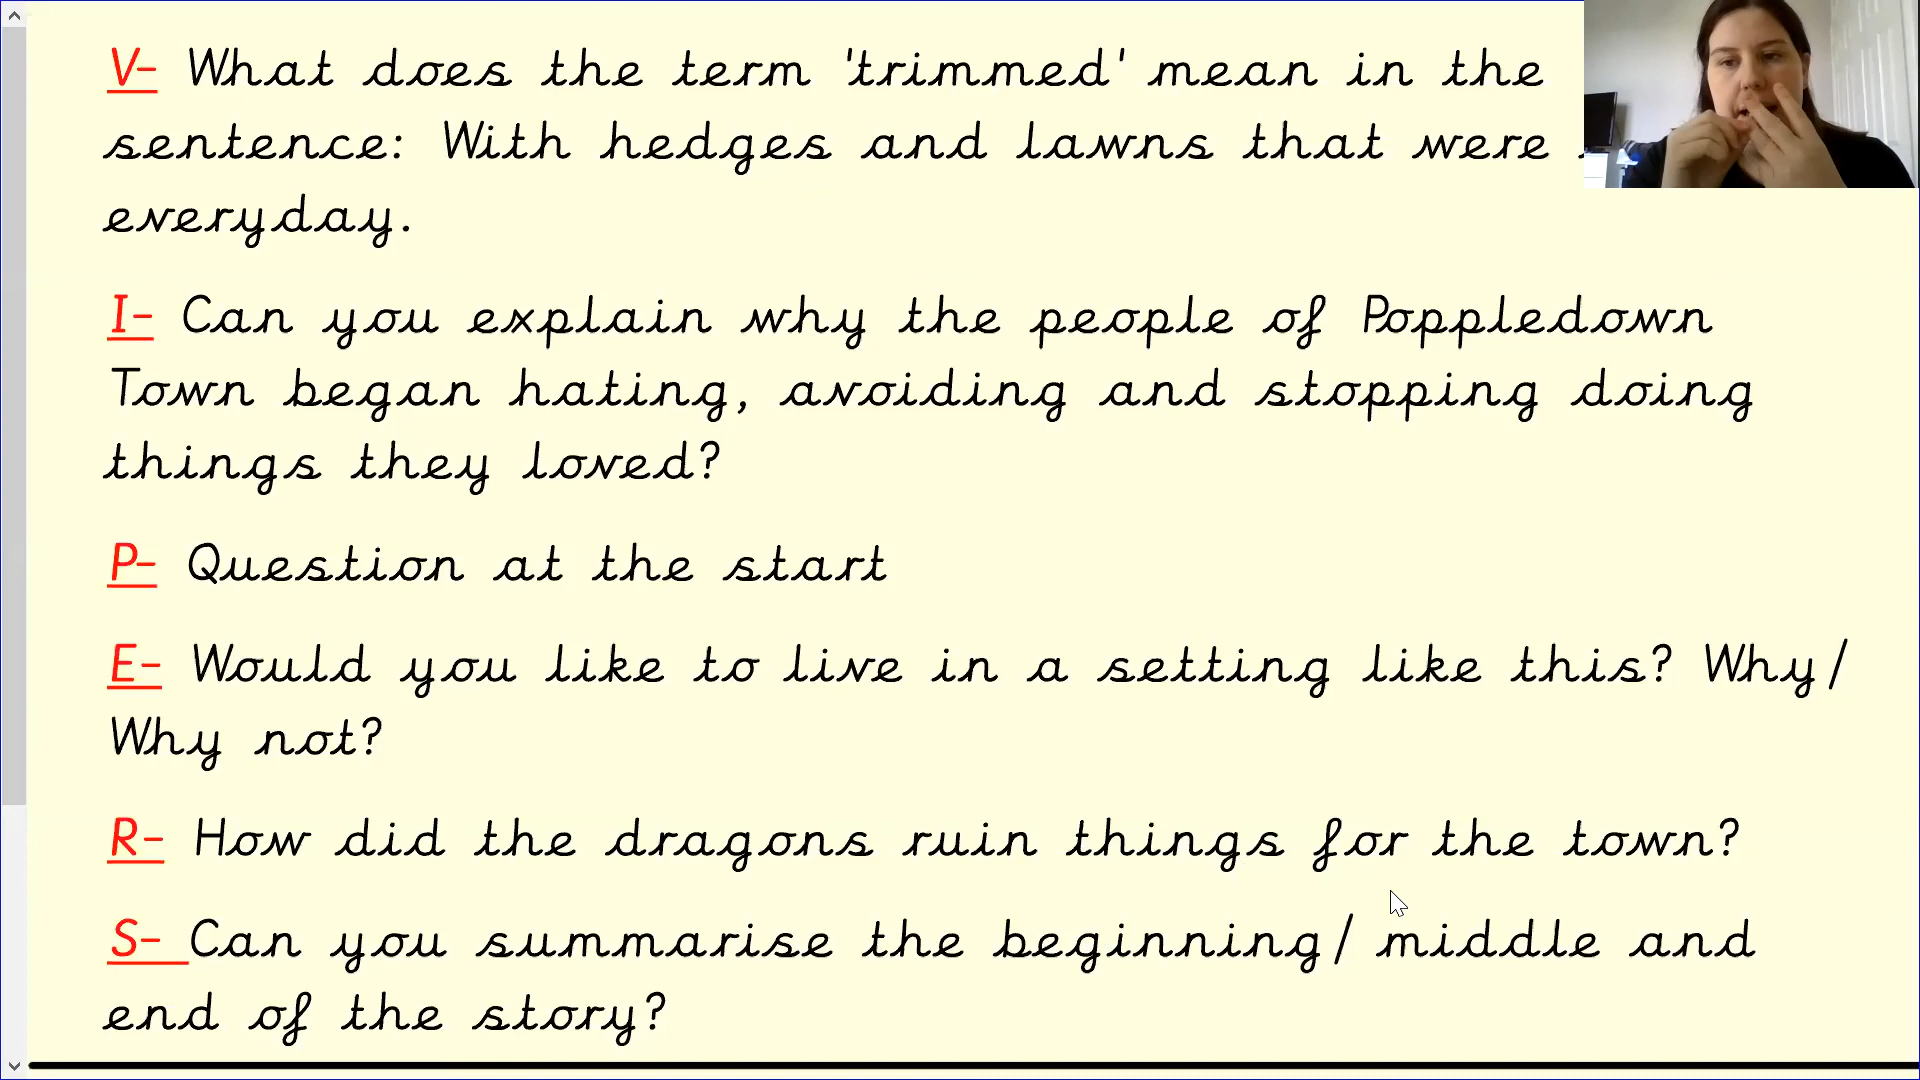 V- What does the term 'trimmed' mean in the
sentence: With hedges and lawns that were
everyday.
I- Can you explain why the people of Poppledown
Town began hating, avoiding and stopping doing
things they loved?
P- Question at the start
E- Would you like to live in a setting like this? Why/
Why not?
R- How did the dragons ruin things for the town?
S- Can you summarise the beginning/ middle and
end of the story?